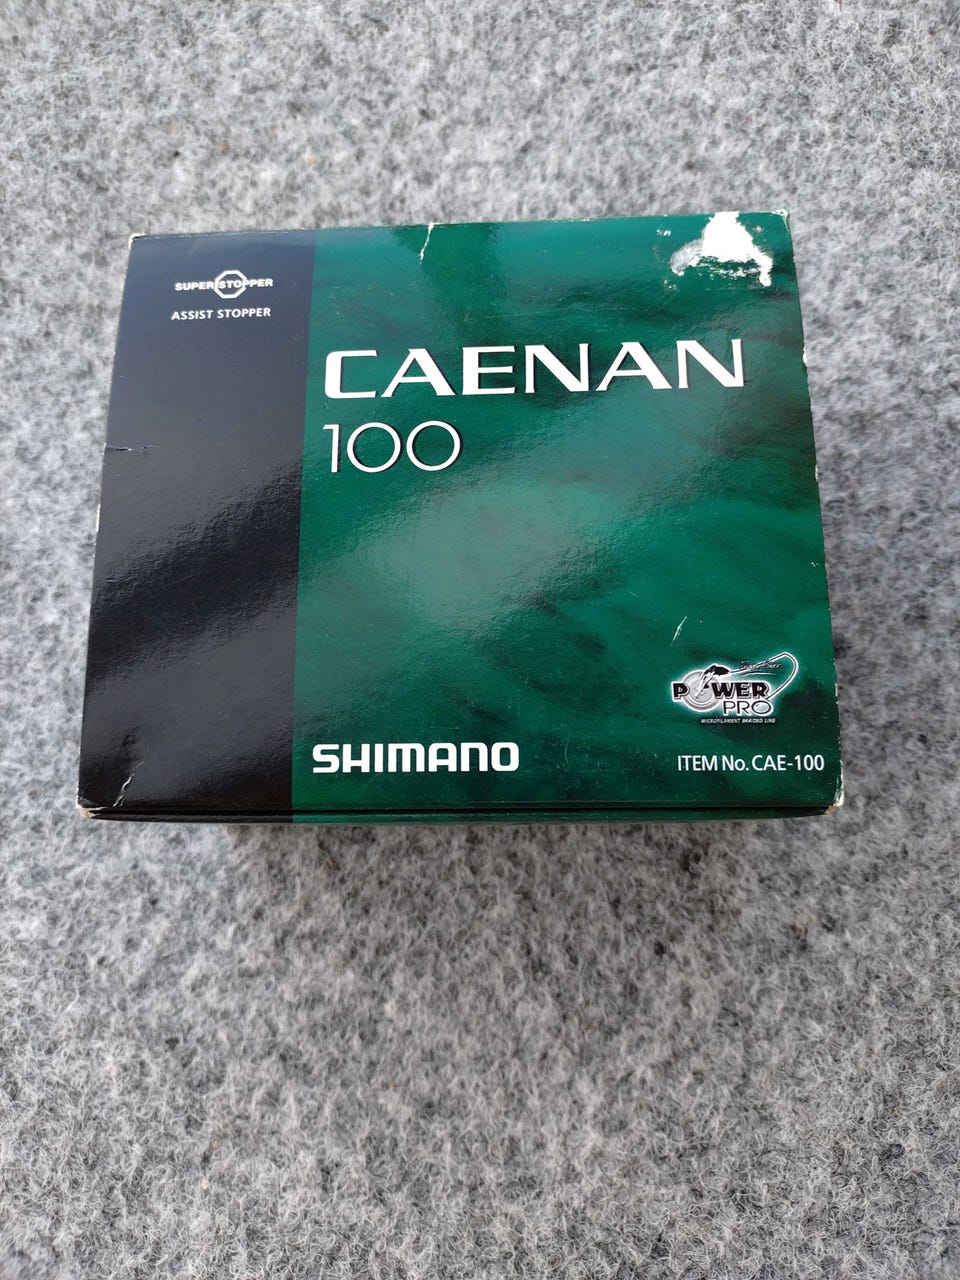 SUPER STOPPER
ASSIST STOPPER
CAENAN
100
POWER
PRO
MICROFILAMENT BRAIDED LINE
SHIMANO
ITEM No. CAE-100